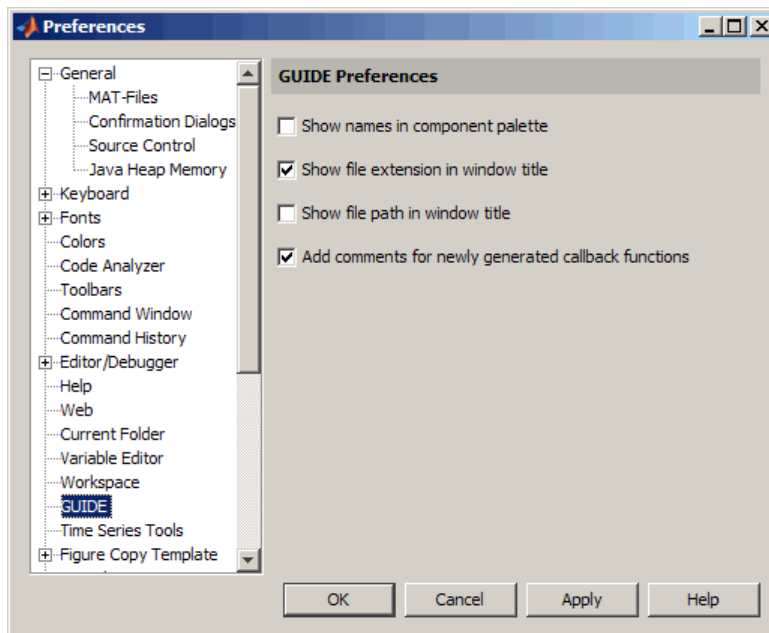 Preferences
General
MAT-Files
Confirmation Dialogs
Source Control
Java Heap Memory
Keyboard
Fonts
Colors
Code Analyzer
Toolbars
Command Window
Command History
Editor/Debugger
Help
Web
Current Folder
Variable Editor
Workspace
GUIDE
Time Series Tools
Figure Copy Template
GUIDE Preferences
Show names in component palette
Show file extension in window title
Show file path in window title
Add comments for newly generated callback functions
OK
Cancel
Apply
Help